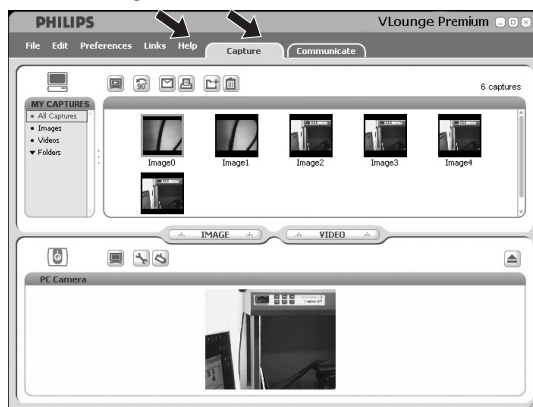 PHILIPS
VLounge Premium
File Edit Preferences Links Help
Capture
Communicate
90°
6 captures
MY CAPTURES
All Captures
Images
Videos
Folders
Image0 Image1 Image2 Image3 Image4
IMAGE
VIDEO
PC Camera